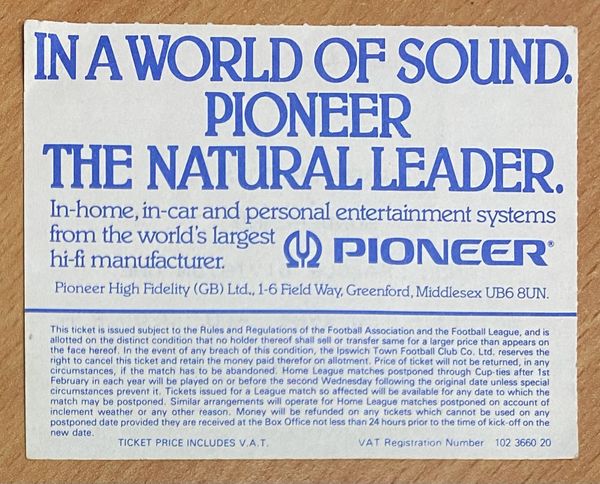 IN A WORLD OF SOUND.
PIONEER
THE NATURAL LEADER.
In-home, in-car and personal entertainment systems
from the world's largest
hi-fi manufacturer.
PIONEER®
Pioneer High Fidelity (GB) Ltd., 1-6 Field Way, Greenford, Middlesex UB6 8UN.
This ticket is issued subject to the Rules and Regulations of the Football Association and the Football League, and is
allotted on the distinct condition that no holder thereof shall sell or transfer same for a larger price than appears on
the face hereof. In the event of any breach of this condition, the Ipswich Town Football Club Co. Ltd. reserves the
right to cancel this ticket and retain the money paid therefor on allotment. Price of ticket will not be returned, in any
circumstances, if the match has to be abandoned. Home League matches postponed through Cup-ties after 1st
February in each year will be played on or before the second Wednesday following the original date unless special
circumstances prevent it. Tickets issued for a League match so affected will be available for any date to which the
match may be postponed. Similar arrangements will operate for Home League matches postponed on account of
inclement weather or any other reason. Money will be refunded on any tickets which cannot be used on any
postponed date provided they are received at the Box Office not less than 24 hours prior to the time of kick-off on the
new date.
TICKET PRICE INCLUDES V.A.T. VAT Registration Number 102 3660 20